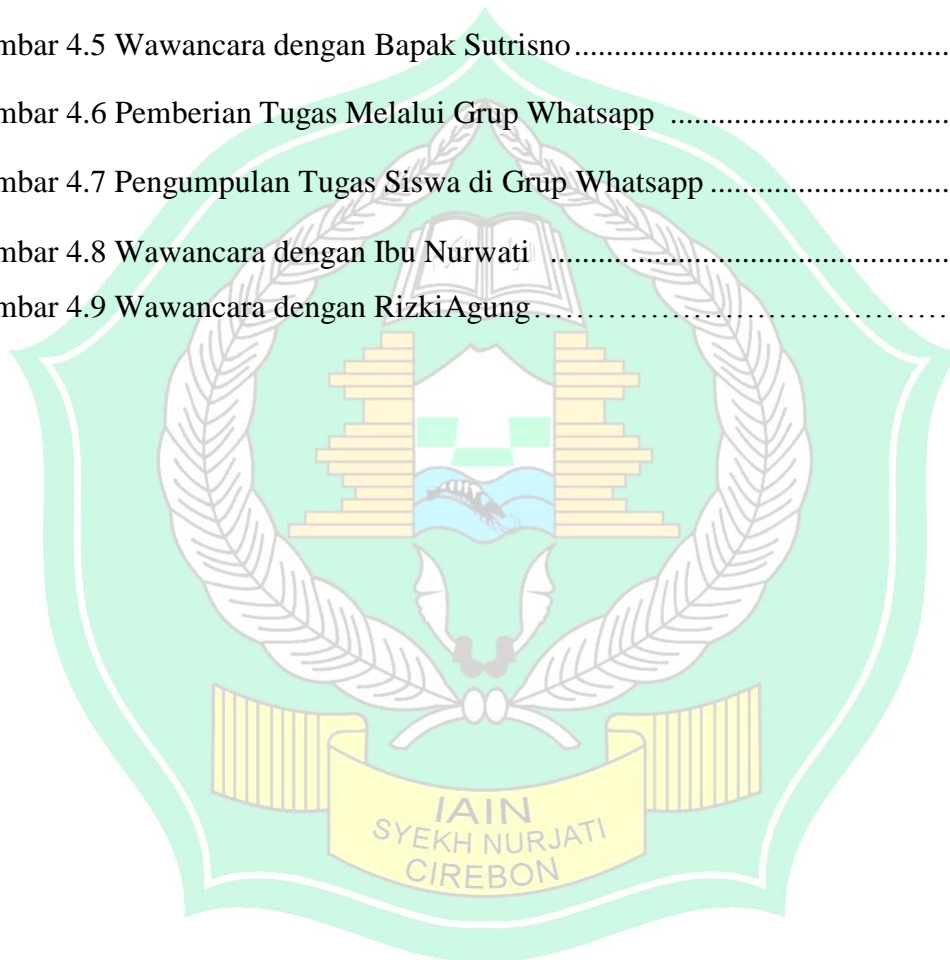 mbar 4.5 Wawancara dengan Bapak Sutrisno.......................................................
mbar 4.6 Pemberian Tugas Melalui Grup Whatsapp ..................................
mbar 4.7 Pengumpulan Tugas Siswa di Grup Whatsapp ..............................
mbar 4.8 Wawancara dengan Ibu Nurwati .................................................
mbar 4.9 Wawancara dengan RizkiAgung……………………………………
IAIN
SYEKH NURJATI
CIREBON